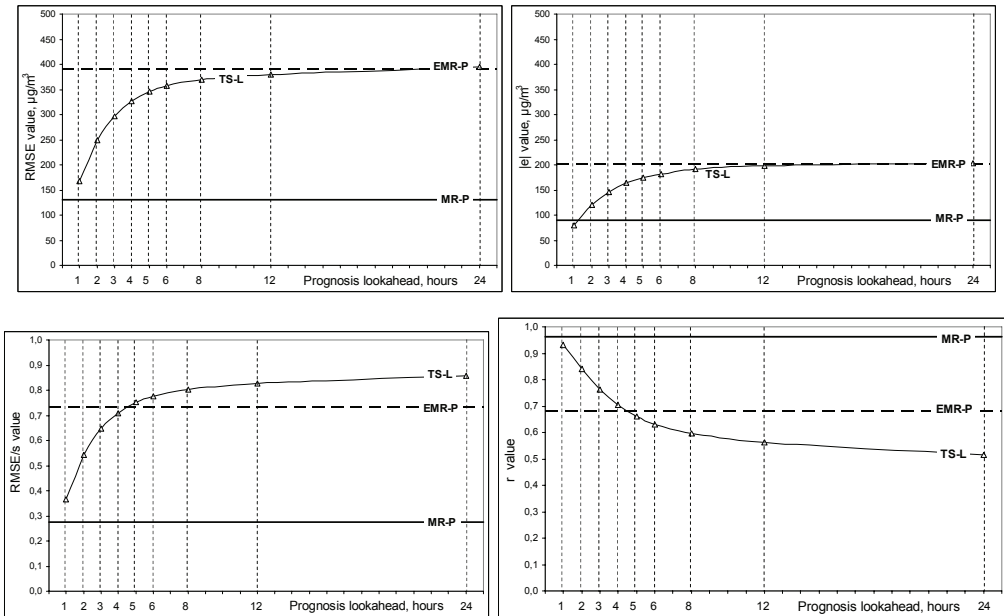 RMSE value, µg/m³
500
450
400
350
300
250
200
150
100
50
0
EMR-P
TS-L
MR-P
1 2 3 4 5 6 8 12 Prognosis lookahead, hours 24
|e| value, µg/m³
500
450
400
350
300
250
200
150
100
50
0
EMR-P
TS-L
MR-P
1 2 3 4 5 6 8 12 Prognosis lookahead, hours 24
RMSE/s value
1,0
0,9
0,8
0,7
0,6
0,5
0,4
0,3
0,2
0,1
0,0
TS-L
EMR-P
MR-P
1 2 3 4 5 6 8 12 Prognosis lookahead, hours 24
r value
1,0
0,9
0,8
0,7
0,6
0,5
0,4
0,3
0,2
0,1
0,0
MR-P
EMR-P
TS-L
1 2 3 4 5 6 8 12 Prognosis lookahead, hours 24